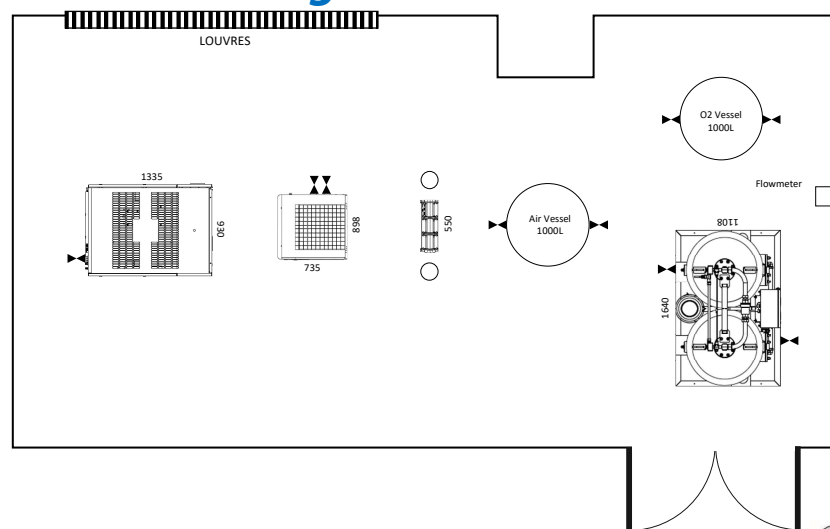 LOUVRES
O2 Vessel
1000L
1335
Flowmeter
930
898
550
Air Vessel
1000L
1108
735
1640